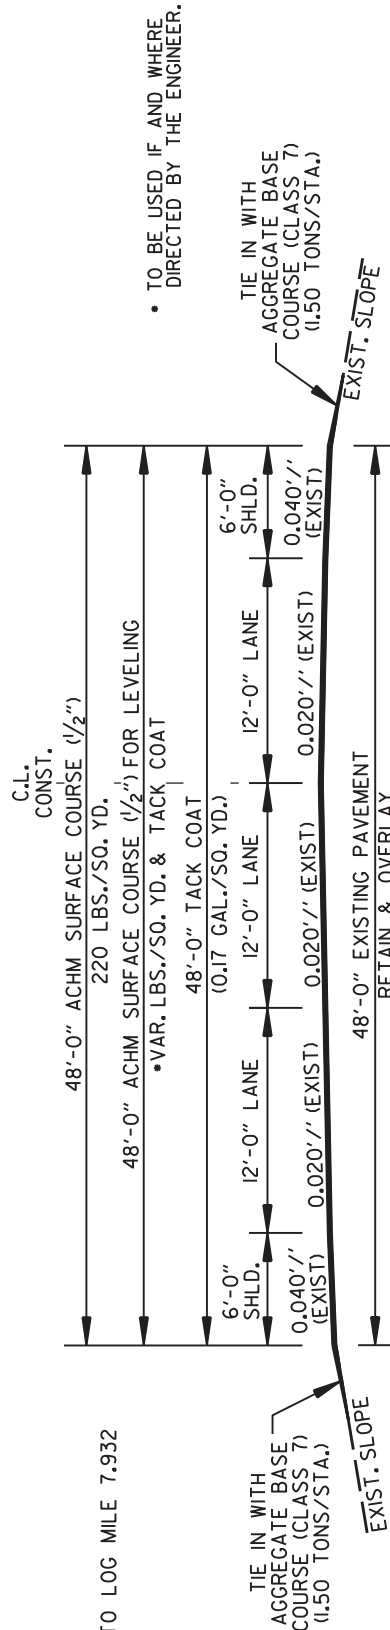 C.L.
CONST.
48'-0" ACHM SURFACE COURSE (1/2")
220 LBS./SQ. YD.
48'-0" ACHM SURFACE COURSE (1/2") FOR LEVELING
*VAR. LBS./SQ. YD. & TACK COAT
48'-0" TACK COAT
(0.17 GAL./SQ. YD.)
* TO BE USED IF AND WHERE
DIRECTED BY THE ENGINEER.
TO LOG MILE 7.932
6'-0"
SHLD.
12'-0" LANE
12'-0" LANE
12'-0" LANE
6'-0"
SHLD.
0.040'/'
(EXIST)
0.020'/' (EXIST)
0.020'/' (EXIST)
0.020'/' (EXIST)
0.040'/'
(EXIST)
TIE IN WITH
AGGREGATE BASE
COURSE (CLASS 7)
(1.50 TONS/STA.)
EXIST. SLOPE
TIE IN WITH
AGGREGATE BASE
COURSE (CLASS 7)
(1.50 TONS/STA.)
EXIST. SLOPE
48'-0" EXISTING PAVEMENT
RETAIN & OVERLAY